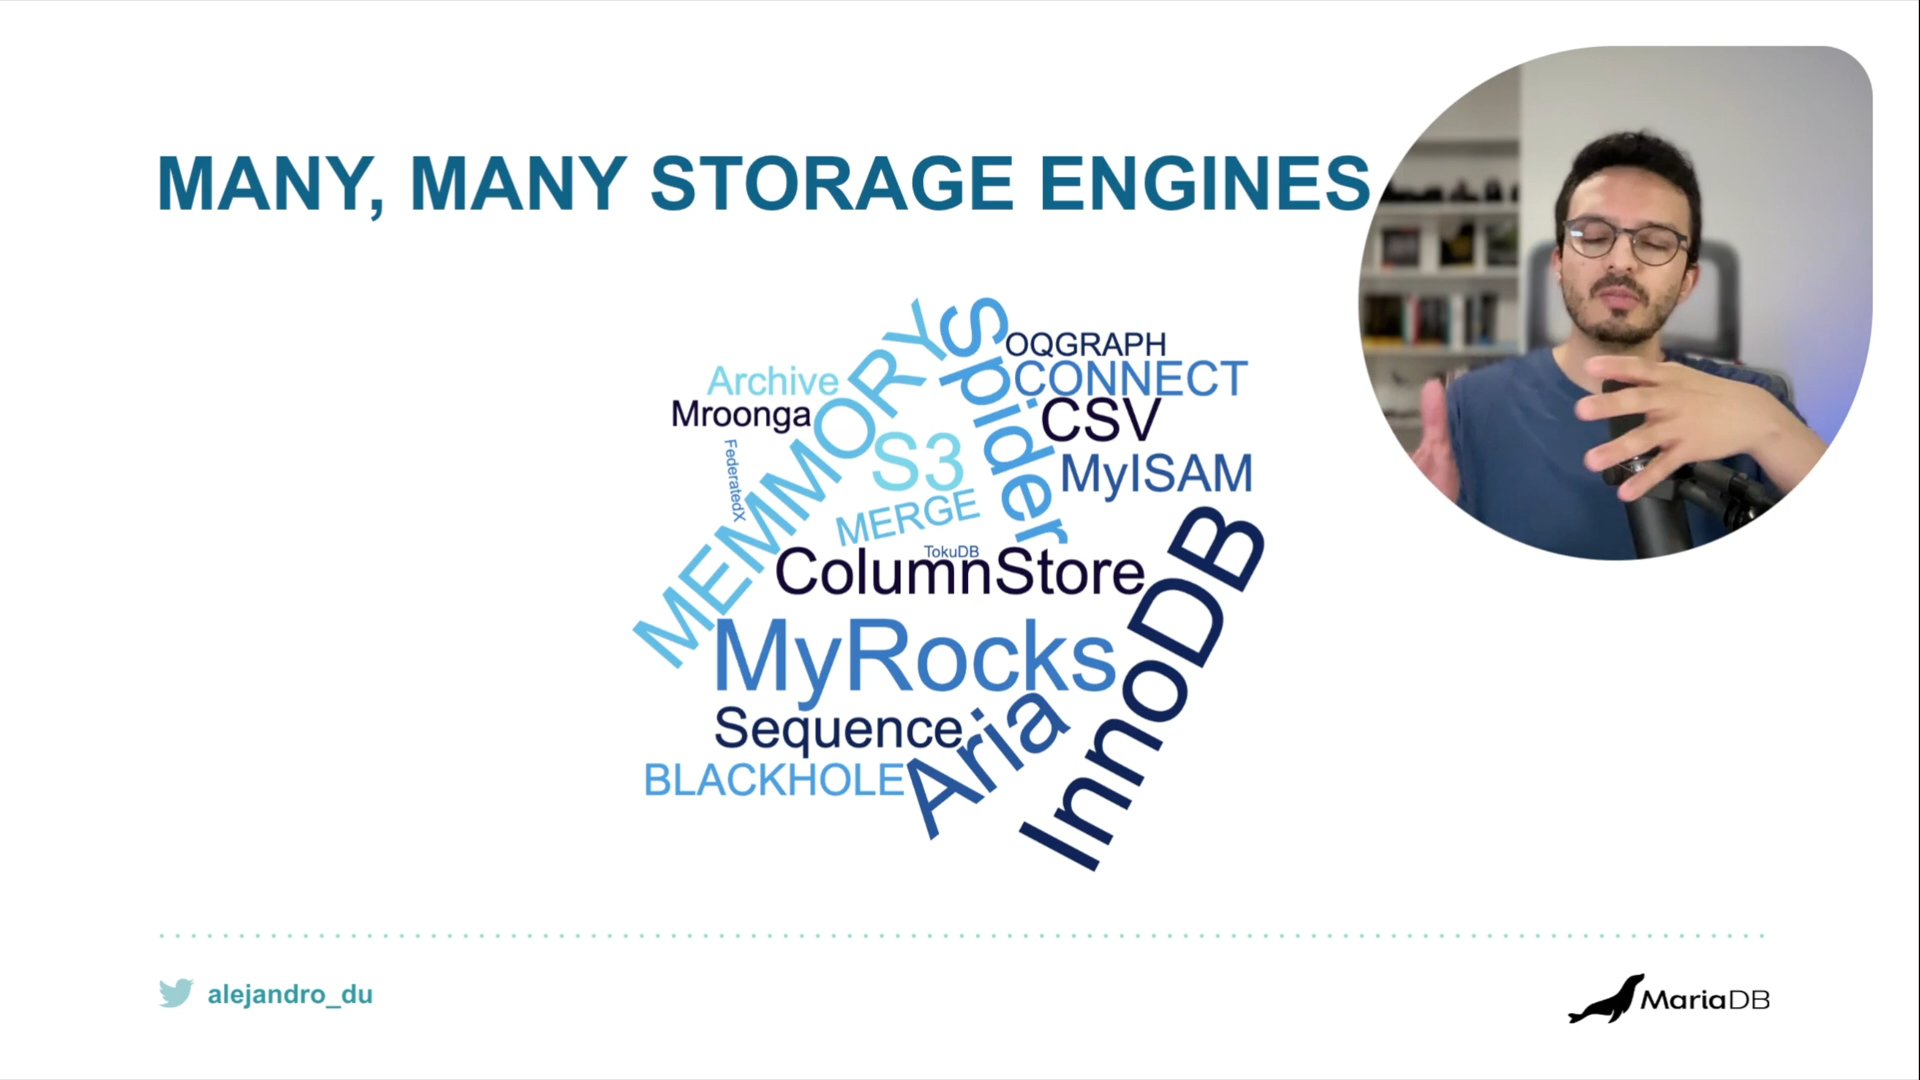 MANY, MANY STORAGE ENGINES
Spider
MEMMORY
OQGRAPH
Archive
CONNECT
Mroonga
CSV
S3
FederatedX
MyISAM
MERGE
TokuDB
ColumnStore
InnoDB
MyRocks
Sequence
Aria
BLACKHOLE
alejandro_du
MariaDB